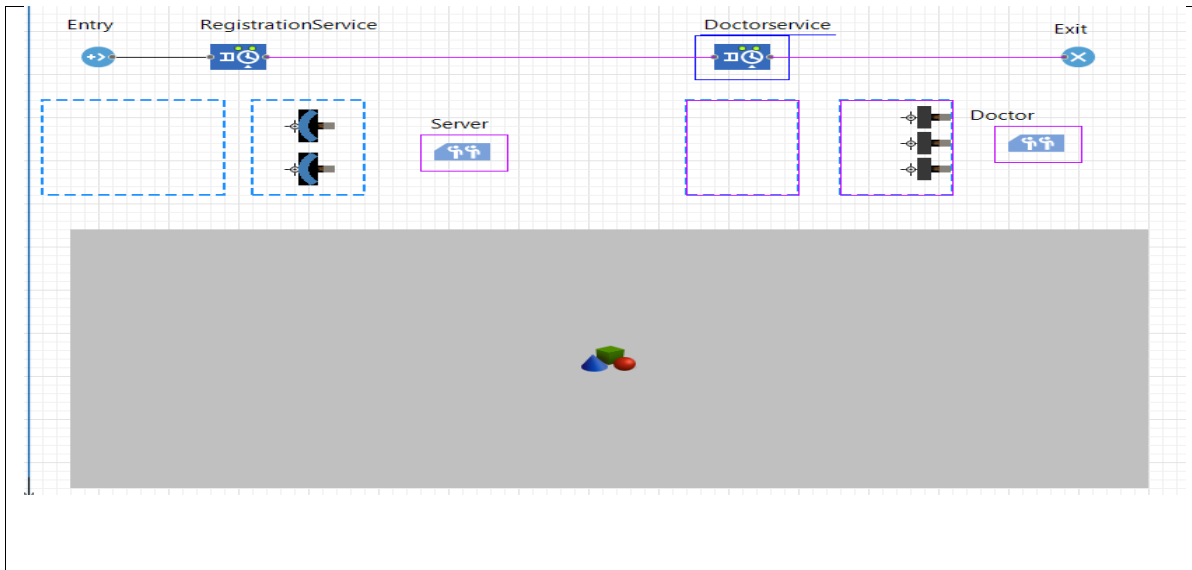 Entry
RegistrationService
Doctorservice
Exit
Server
Doctor